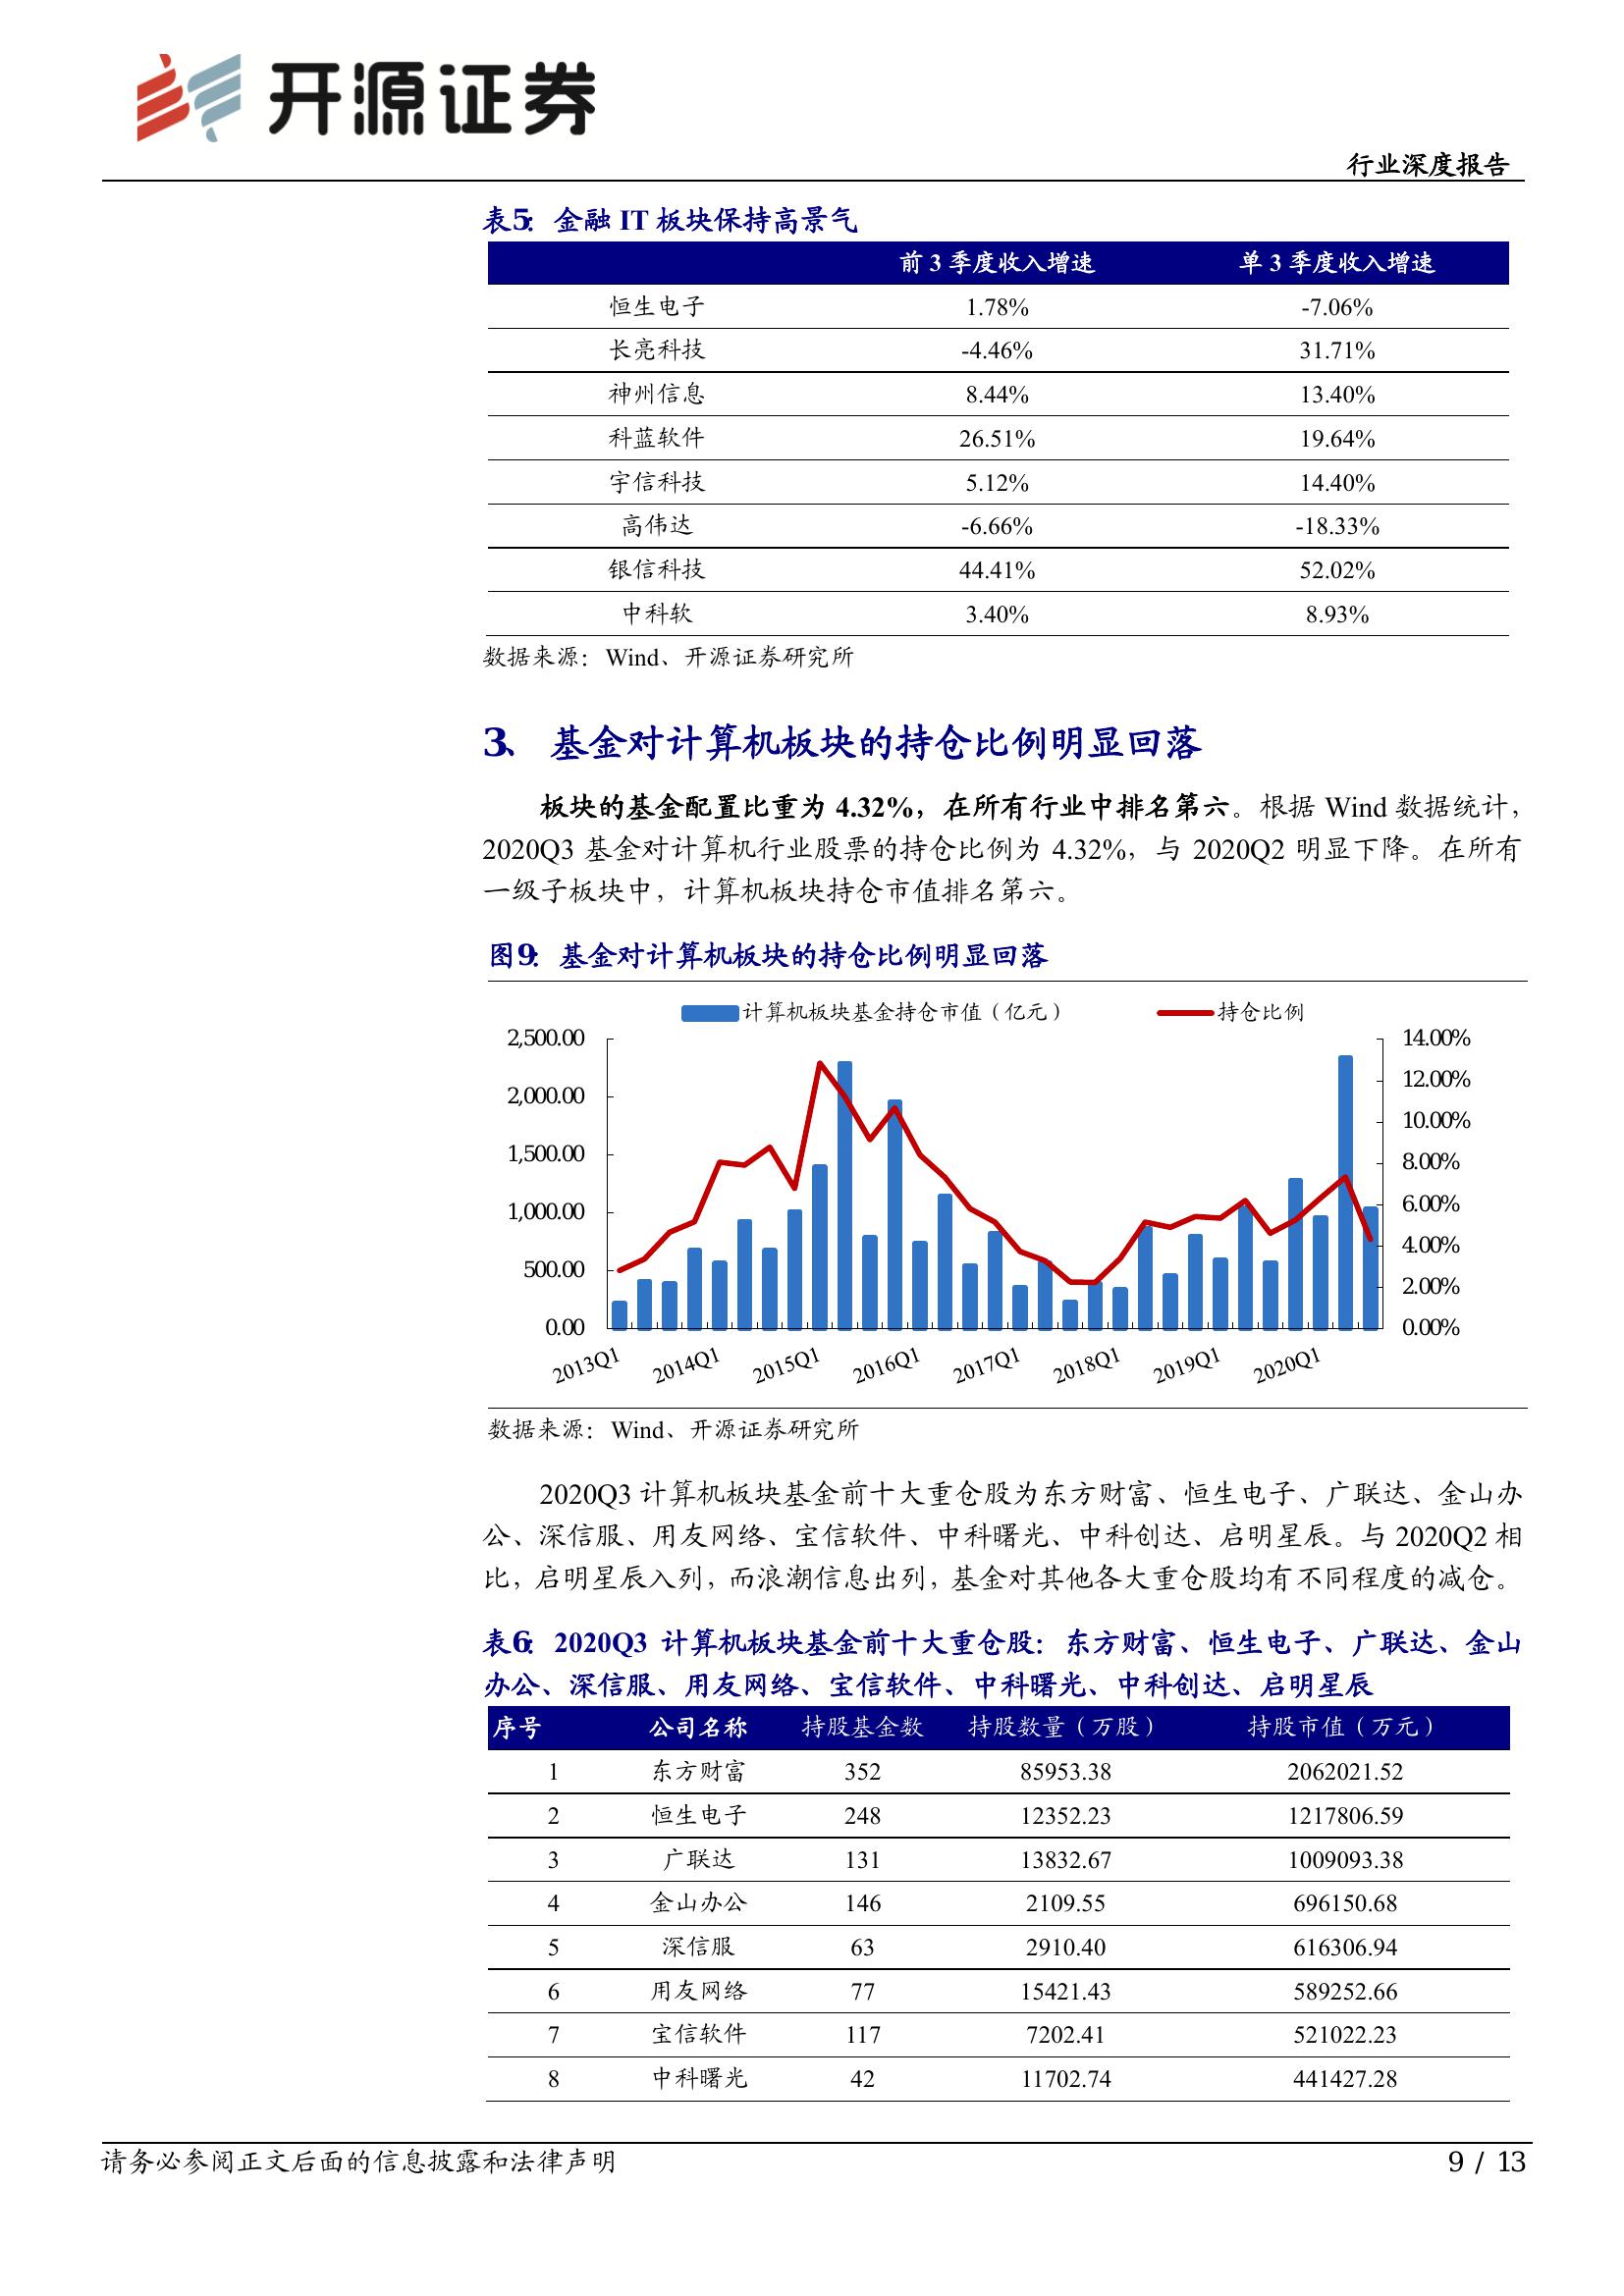 开源证券
行业深度报告
表5： 金融 IT 板块保持高景气
前 3 季度收入增速 单 3 季度收入增速
恒生电子 1.78% -7.06%
长亮科技 -4.46% 31.71%
神州信息 8.44% 13.40%
科蓝软件 26.51% 19.64%
宇信科技 5.12% 14.40%
高伟达 -6.66% -18.33%
银信科技 44.41% 52.02%
中科软 3.40% 8.93%
数据来源：Wind、开源证券研究所
3、 基金对计算机板块的持仓比例明显回落
板块的基金配置比重为 4.32%，在所有行业中排名第六。根据 Wind 数据统计，
2020Q3 基金对计算机行业股票的持仓比例为 4.32%，与 2020Q2 明显下降。在所有
一级子板块中，计算机板块持仓市值排名第六。
图9： 基金对计算机板块的持仓比例明显回落
计算机板块基金持仓市值（亿元） 持仓比例
2,500.00 14.00%
12.00%
2,000.00
10.00%
1,500.00 8.00%
1,000.00 6.00%
4.00%
500.00
2.00%
0.00 0.00%
2013Q1 2014Q1 2015Q1 2016Q1 2017Q1 2018Q1 2019Q1 2020Q1
数据来源：Wind、开源证券研究所
2020Q3 计算机板块基金前十大重仓股为东方财富、恒生电子、广联达、金山办
公、深信服、用友网络、宝信软件、中科曙光、中科创达、启明星辰。与 2020Q2 相
比，启明星辰入列，而浪潮信息出列，基金对其他各大重仓股均有不同程度的减仓。
表6： 2020Q3 计算机板块基金前十大重仓股：东方财富、恒生电子、广联达、金山
办公、深信服、用友网络、宝信软件、中科曙光、中科创达、启明星辰
序号 公司名称 持股基金数 持股数量（万股） 持股市值（万元）
1 东方财富 352 85953.38 2062021.52
2 恒生电子 248 12352.23 1217806.59
3 广联达 131 13832.67 1009093.38
4 金山办公 146 2109.55 696150.68
5 深信服 63 2910.40 616306.94
6 用友网络 77 15421.43 589252.66
7 宝信软件 117 7202.41 521022.23
8 中科曙光 42 11702.74 441427.28
请务必参阅正文后面的信息披露和法律声明 9 / 13